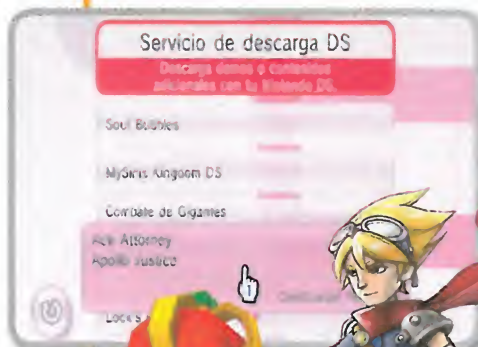 Servicio de descarga DS
Descarga demos o contenidos
adicionales con tu Nintendo DS.
Soul Bubbles
MySims Kingdom DS
Combate de Gigantes
Ace Attorney
Apollo Justice
Lock's